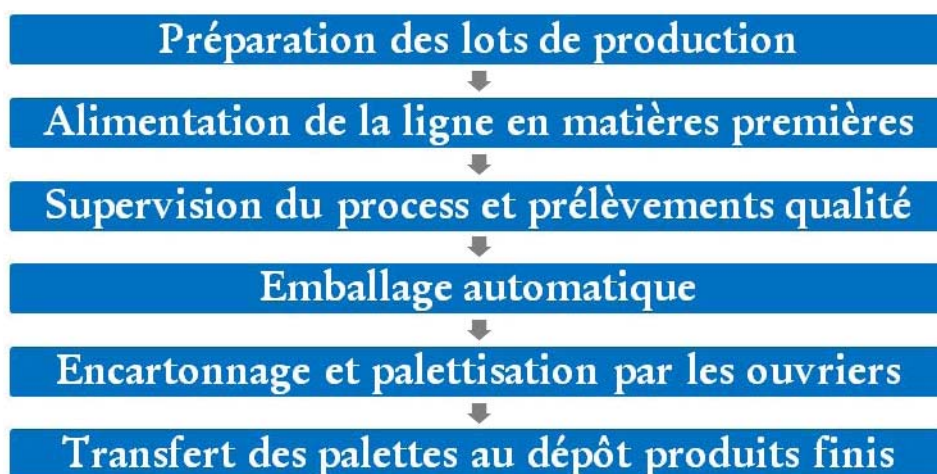 Préparation des lots de production
Alimentation de la ligne en matières premières
Supervision du process et prélèvements qualité
Emballage automatique
Encartonnage et palettisation par les ouvriers
Transfert des palettes au dépôt produits finis